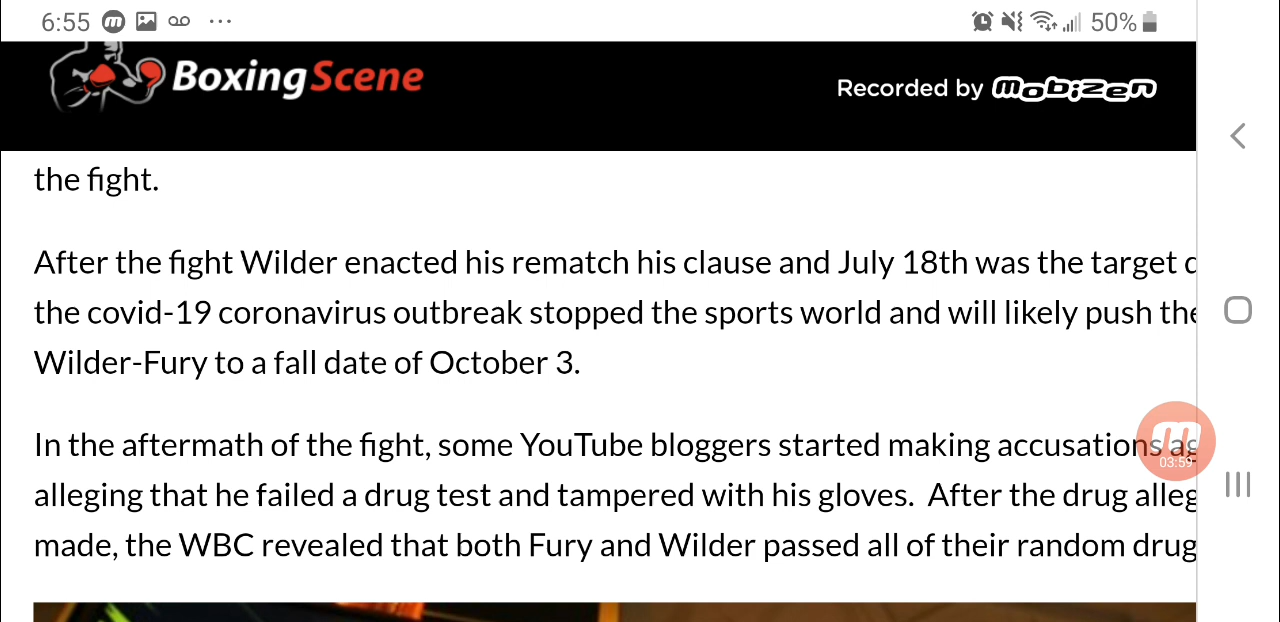 6:55 ... 50%
BoxingScene
Recorded by mobizen
the fight.
After the fight Wilder enacted his rematch his clause and July 18th was the target
the covid-19 coronavirus outbreak stopped the sports world and will likely push the
Wilder-Fury to a fall date of October 3.
In the aftermath of the fight, some YouTube bloggers started making accusations ag
03:59
alleging that he failed a drug test and tampered with his gloves. After the drug alleg
made, the WBC revealed that both Fury and Wilder passed all of their random drug